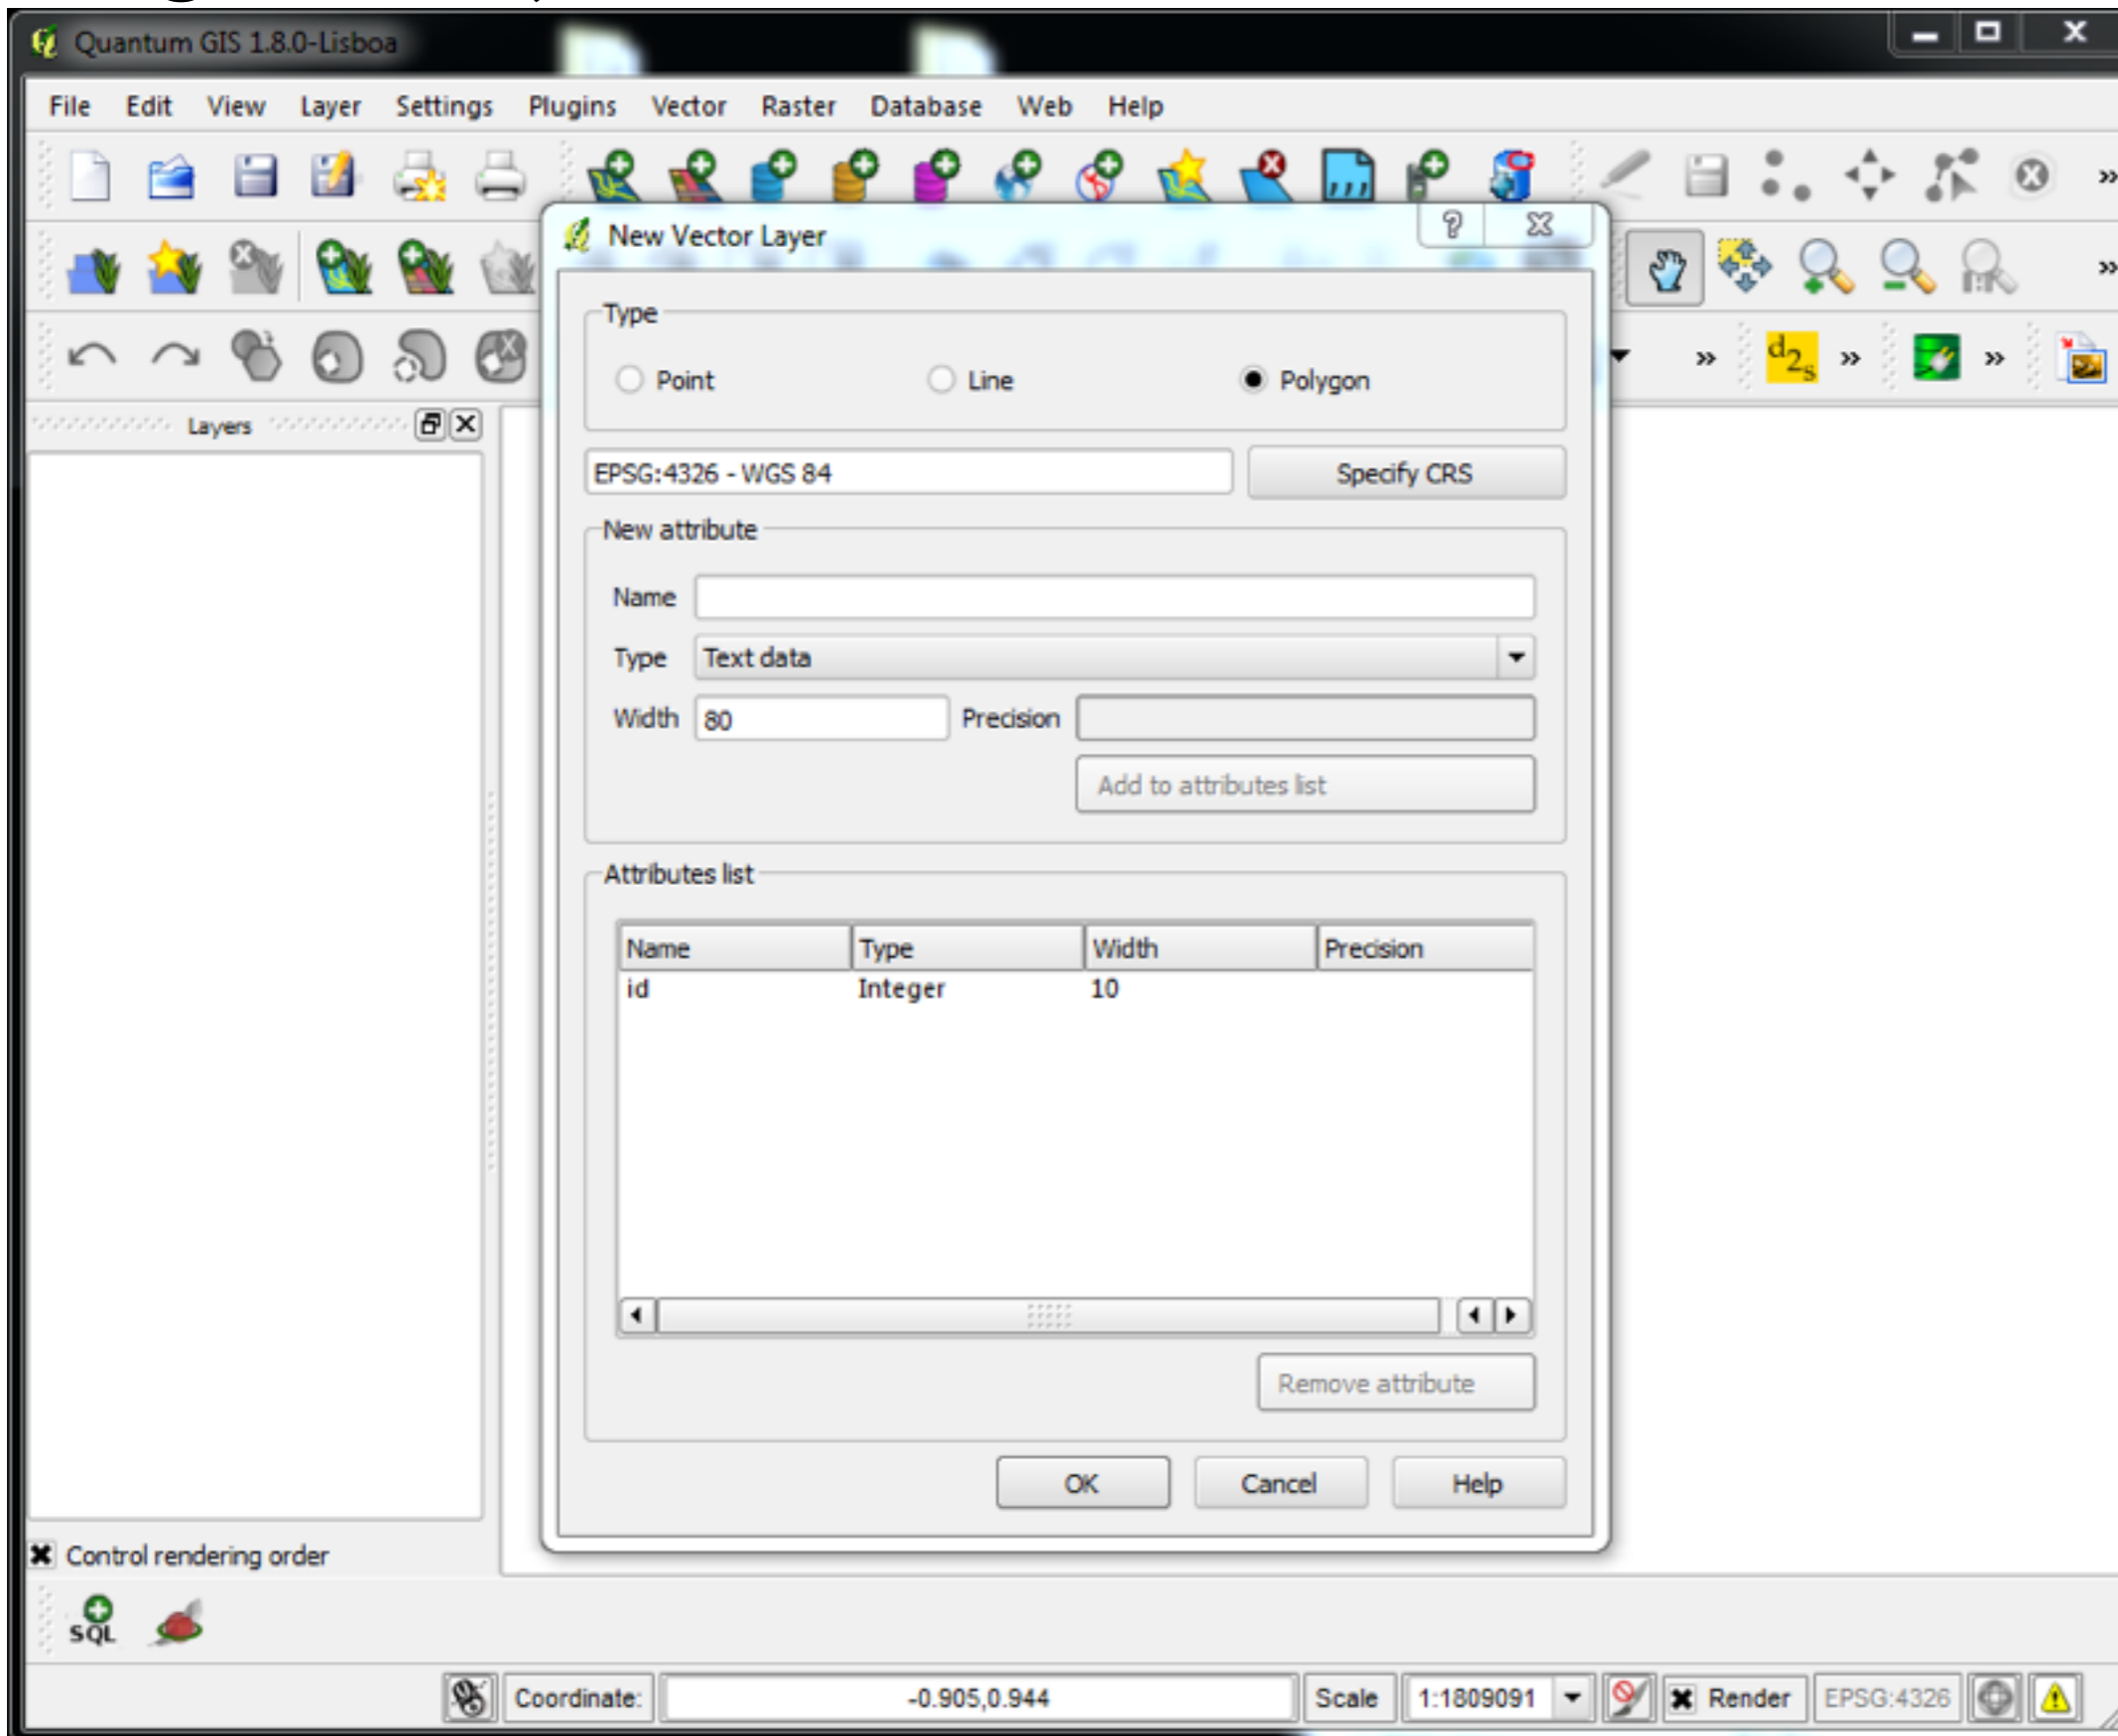 Quantum GIS 1.8.0-Lisboa
File Edit View Layer Settings Plugins Vector Raster Database Web Help
New Vector Layer
Type
Point Line Polygon
d2s
Layers
EPSG:4326 - WGS 84 Specify CRS
New attribute
Name
Type Text data
Width 80 Precision
Add to attributes list
Attributes list
Name Type Width Precision
id Integer 10
Remove attribute
OK Cancel Help
Control rendering order
SQL
Coordinate: -0.905,0.944 Scale 1:1809091 Render EPSG:4326